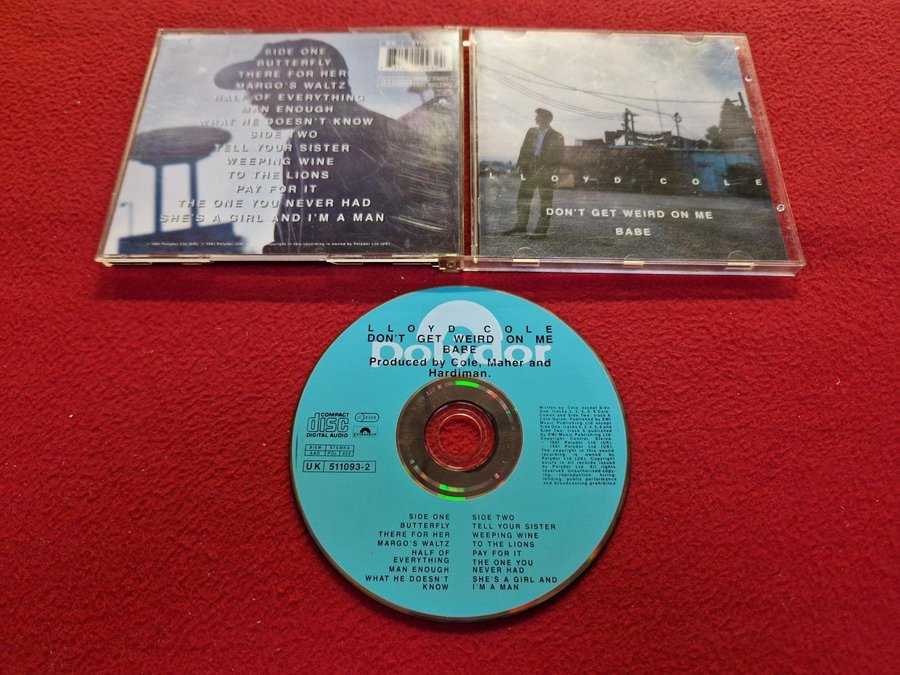 SIDE ONE
BUTTERFLY
THERE FOR HER
MARGO'S WALTZ
HALF OF EVERYTHING
MAN ENOUGH
WHAT HE DOESN'T KNOW
SIDE TWO
TELL YOUR SISTER
WEEPING WINE
TO THE LIONS
PAY FOR IT
THE ONE YOU NEVER HAD
SHE'S A GIRL AND I'M A MAN
LLOYD COLE
DON'T GET WEIRD ON ME
BABE
LLOYD COLE
DON'T GET WEIRD ON ME
BABE
polydor
Produced by Cole, Maher and
Hardiman.
COMPACT
disc
DIGITAL AUDIO
polydor
UK 511093-2
SIDE ONE
BUTTERFLY
THERE FOR HER
MARGO'S WALTZ
HALF OF
EVERYTHING
MAN ENOUGH
WHAT HE DOESN'T
KNOW
SIDE TWO
TELL YOUR SISTER
WEEPING WINE
TO THE LIONS
PAY FOR IT
THE ONE YOU
NEVER HAD
SHE'S A GIRL AND
I'M A MAN